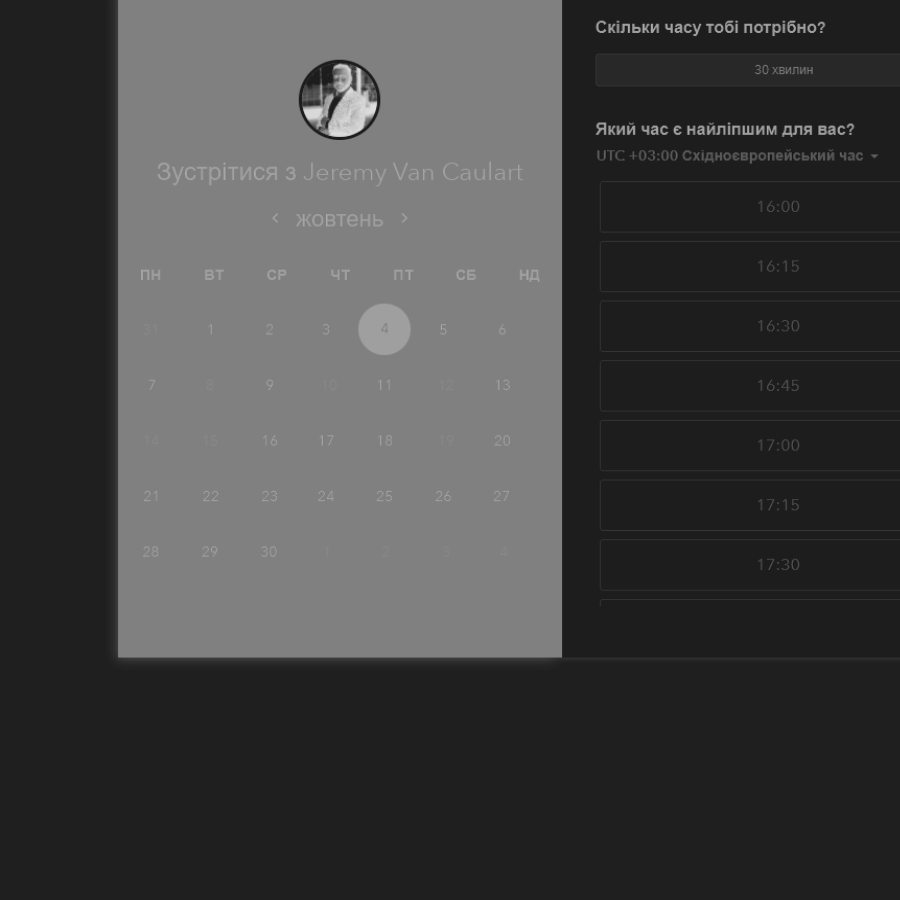 Зустрітися з Jeremy Van Caulart
жовтень
ПН ВТ СР ЧТ ПТ СБ НД
31 1 2 3 4 5 6
7 8 9 10 11 12 13
14 15 16 17 18 19 20
21 22 23 24 25 26 27
28 29 30 1 2 3 4
Скільки часу тобі потрібно?
30 хвилин
Який час є найліпшим для вас?
UTC +03:00 Східноєвропейський час
16:00
16:15
16:30
16:45
17:00
17:15
17:30